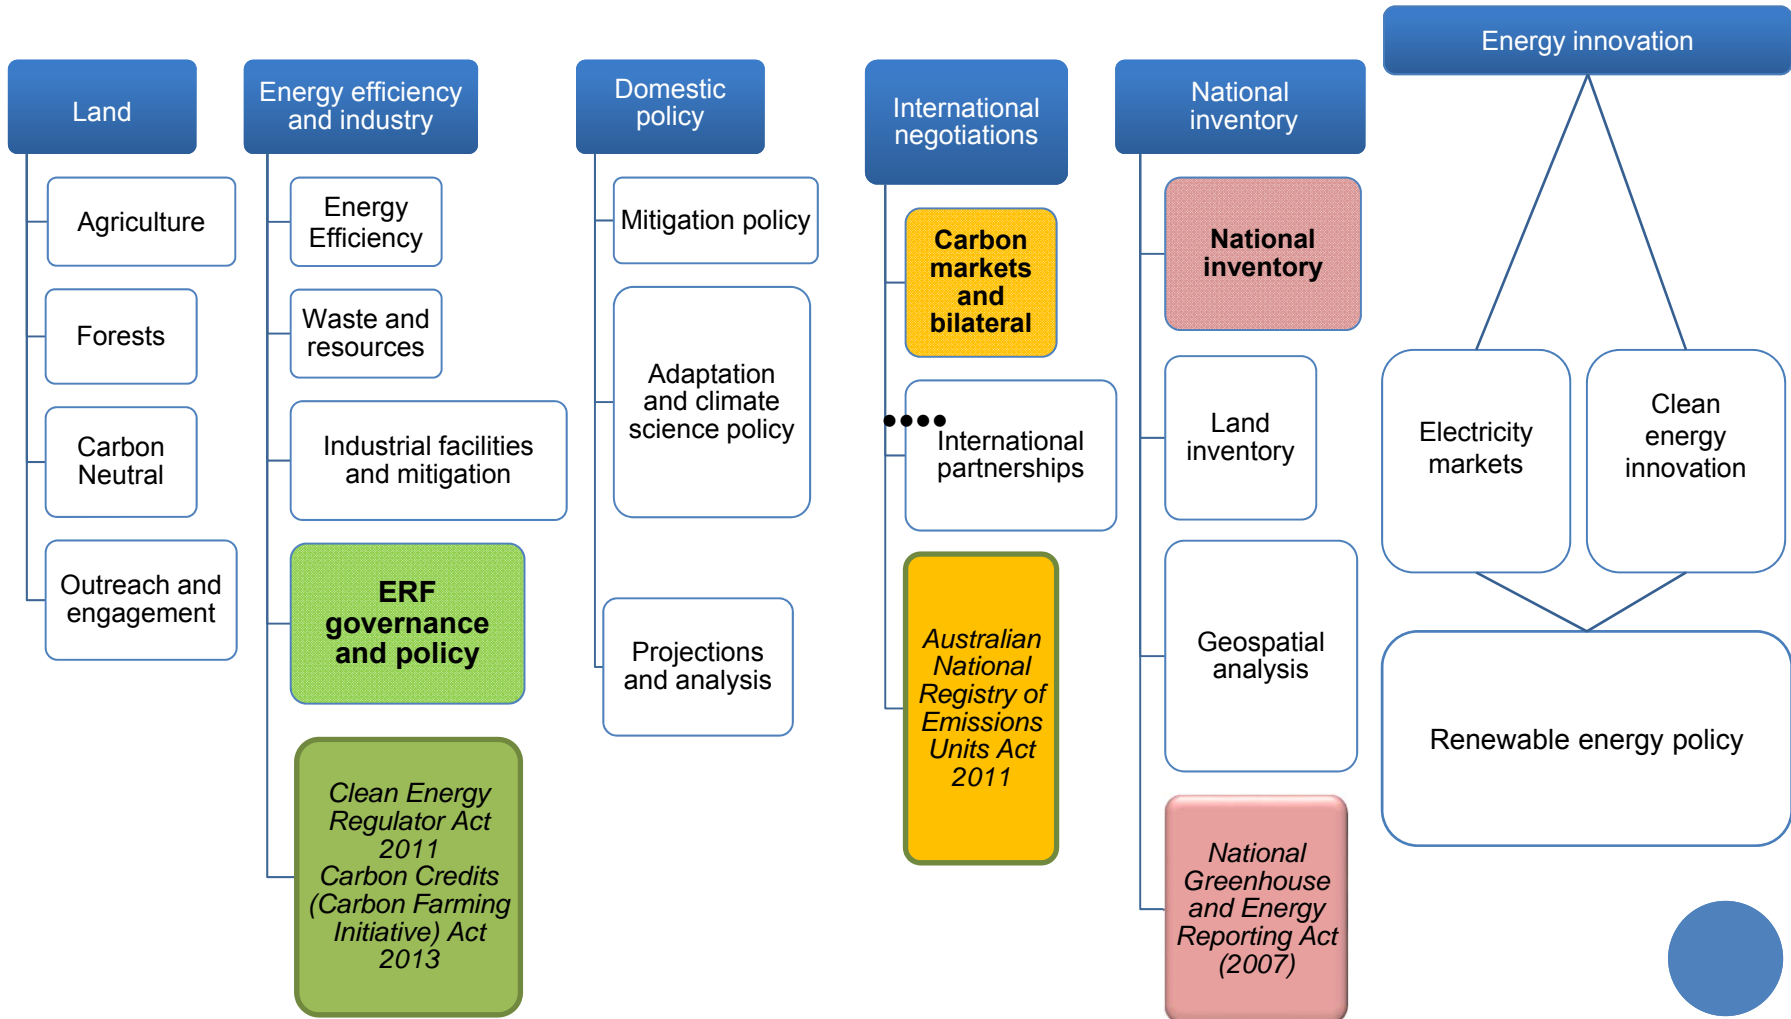 Land
Agriculture
Forests
Carbon
Neutral
Outreach and
engagement
Energy efficiency
and industry
Energy
Efficiency
Waste and
resources
Industrial facilities
and mitigation
ERF
governance
and policy
Clean Energy
Regulator Act
2011
Carbon Credits
(Carbon Farming
Initiative) Act
2013
Domestic
policy
Mitigation policy
Adaptation
and climate
science policy
Projections
and analysis
International
negotiations
Carbon
markets
and
bilateral
International
partnerships
Australian
National
Registry of
Emissions
Units Act
2011
National
inventory
National
inventory
Land
inventory
Geospatial
analysis
National
Greenhouse
and Energy
Reporting Act
(2007)
Energy innovation
Electricity
markets
Clean
energy
innovation
Renewable energy policy